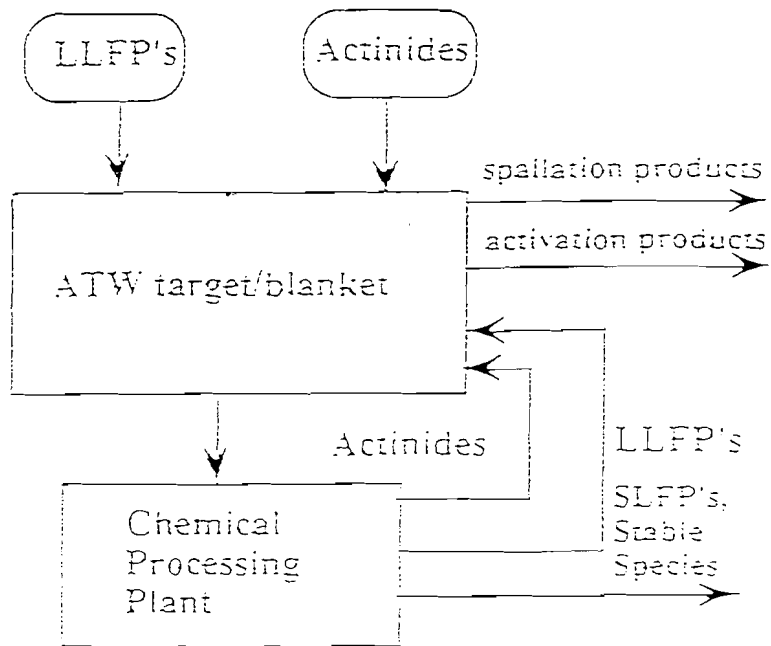 LLFP's
Actinides
spallation products
activation products
ATW target/blanket
Actinides
LLFP's
SLFP's,
Stable
Species
Chemical
Processing
Plant